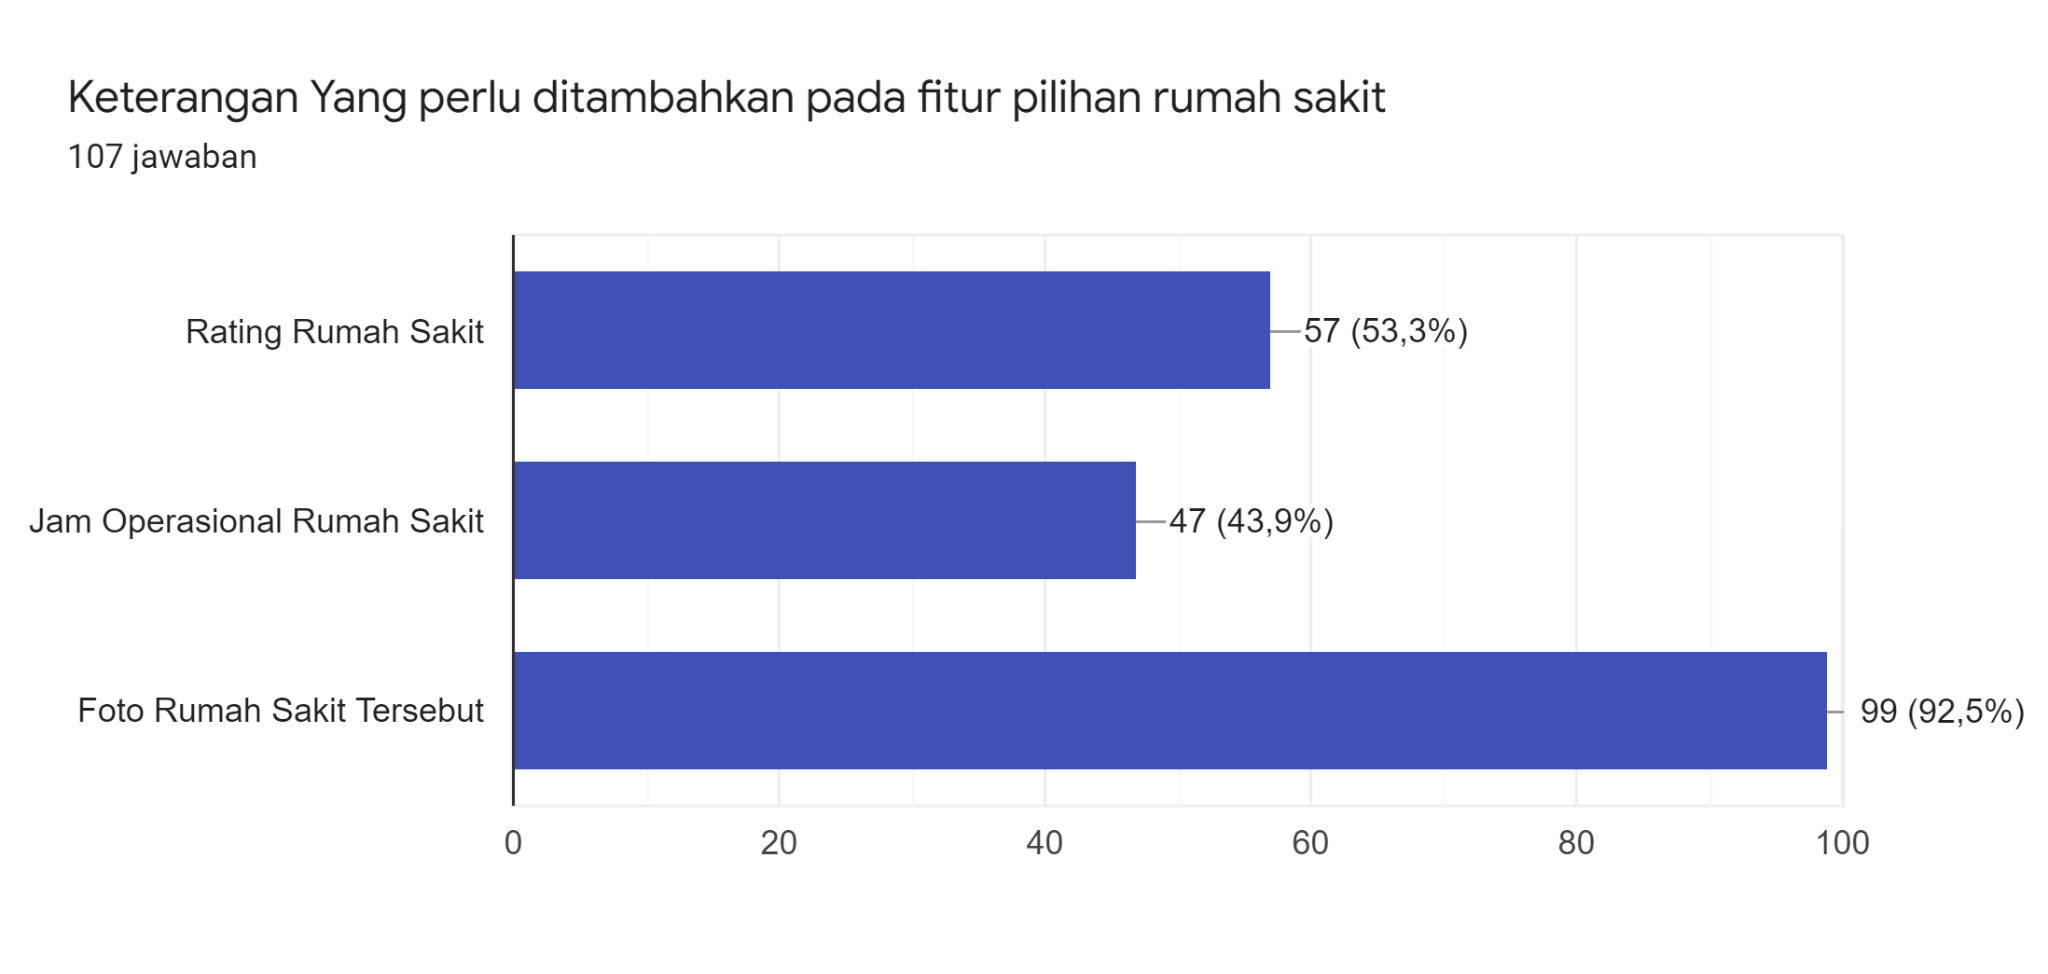 Keterangan Yang perlu ditambahkan pada fitur pilihan rumah sakit
107 jawaban
Rating Rumah Sakit
57 (53,3%)
Jam Operasional Rumah Sakit
47 (43,9%)
Foto Rumah Sakit Tersebut
99 (92,5%)
0 20 40 60 80 100